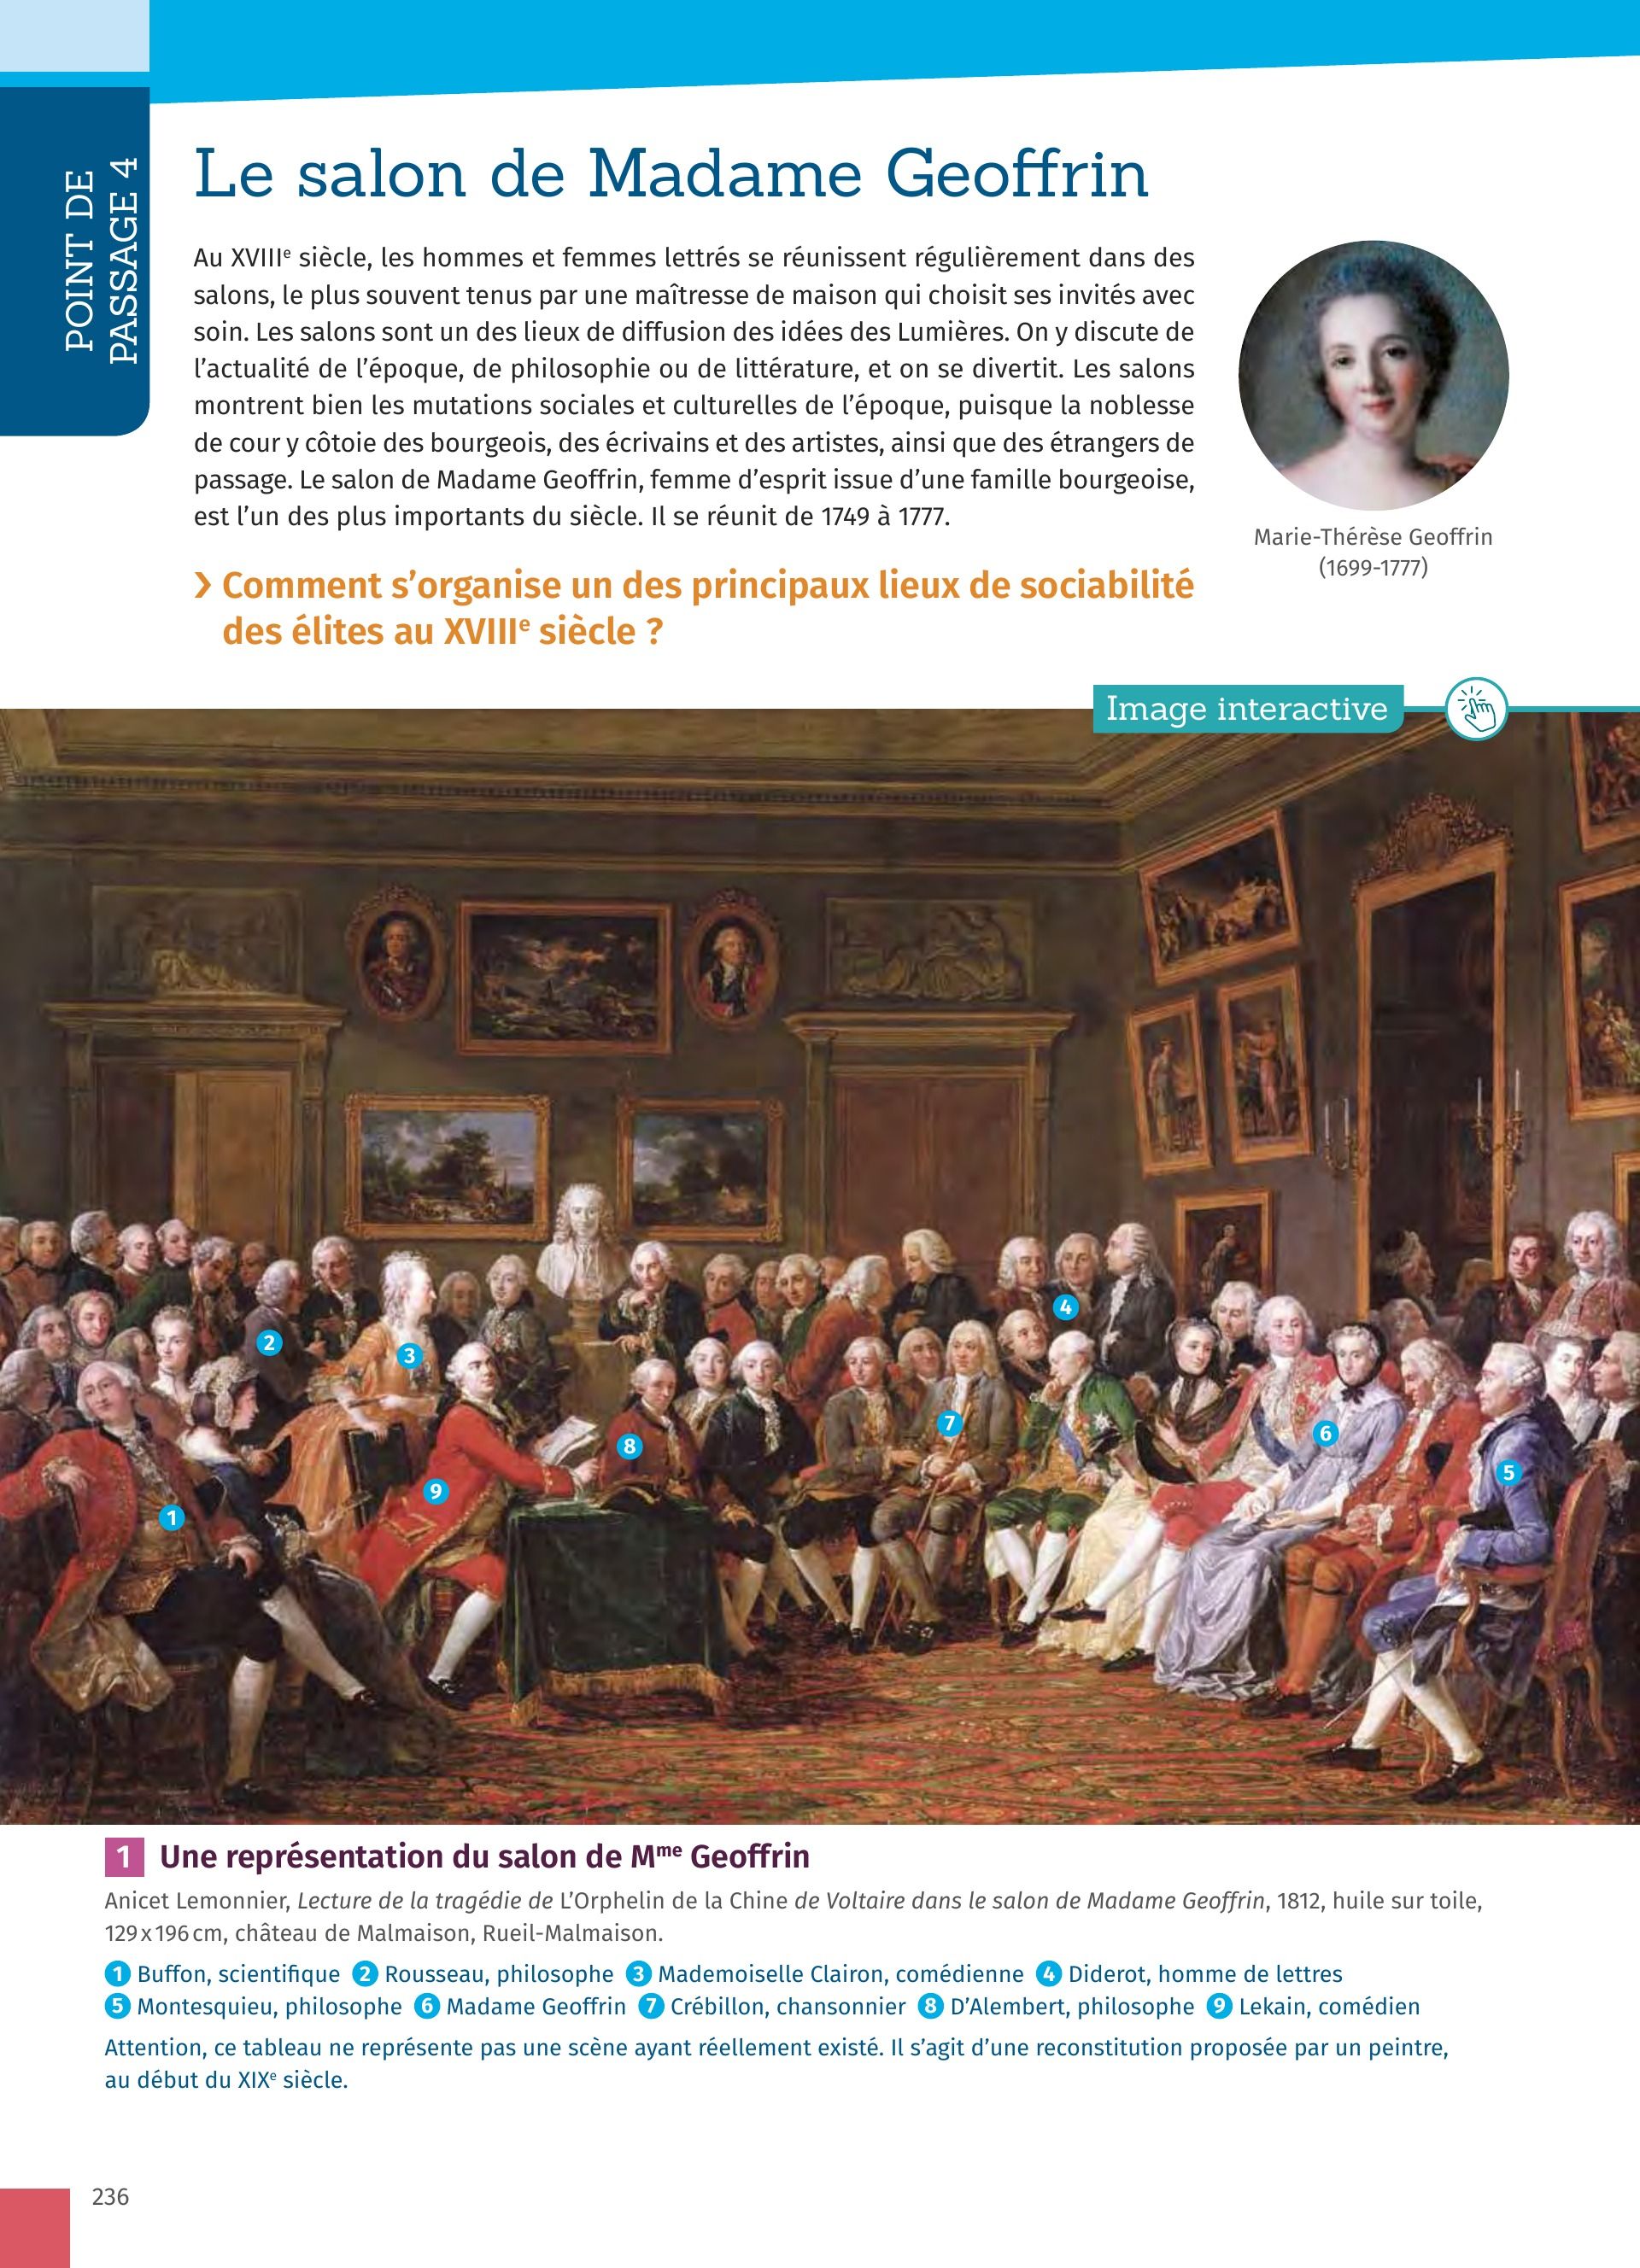 POINT DE
PASSAGE 4
Le salon de Madame Geoffrin
Au XVIIIe siècle, les hommes et femmes lettrés se réunissent régulièrement dans des
salons, le plus souvent tenus par une maîtresse de maison qui choisit ses invités avec
soin. Les salons sont un des lieux de diffusion des idées des Lumières. On y discute de
l’actualité de l’époque, de philosophie ou de littérature, et on se divertit. Les salons
montrent bien les mutations sociales et culturelles de l’époque, puisque la noblesse
de cour y côtoie des bourgeois, des écrivains et des artistes, ainsi que des étrangers de
passage. Le salon de Madame Geoffrin, femme d’esprit issue d’une famille bourgeoise,
est l’un des plus importants du siècle. Il se réunit de 1749 à 1777.
Marie-Thérèse Geoffrin
(1699-1777)
› Comment s’organise un des principaux lieux de sociabilité
des élites au XVIIIe siècle ?
Image interactive
2
3
4
7
6
8
5
9
1
1 Une représentation du salon de Mme Geoffrin
Anicet Lemonnier, Lecture de la tragédie de L’Orphelin de la Chine de Voltaire dans le salon de Madame Geoffrin, 1812, huile sur toile,
129 x 196 cm, château de Malmaison, Rueil-Malmaison.
1 Buffon, scientifique 2 Rousseau, philosophe 3 Mademoiselle Clairon, comédienne 4 Diderot, homme de lettres
5 Montesquieu, philosophe 6 Madame Geoffrin 7 Crébillon, chansonnier 8 D’Alembert, philosophe 9 Lekain, comédien
Attention, ce tableau ne représente pas une scène ayant réellement existé. Il s’agit d’une reconstitution proposée par un peintre,
au début du XIXe siècle.
236